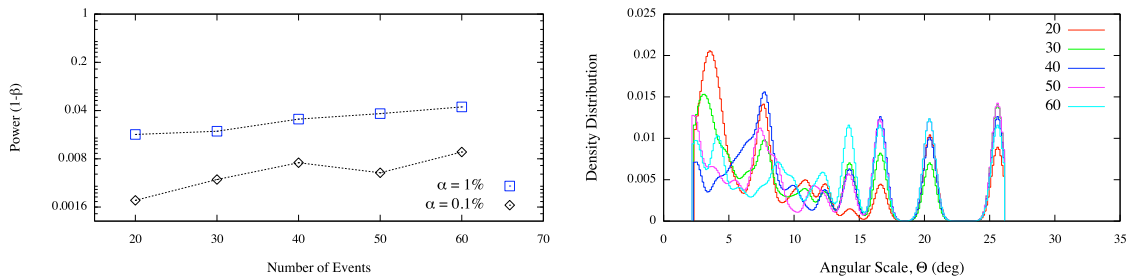 1
0.2
0.04
0.008
0.0016
Power (1-β)
α = 1%
α = 0.1%
20 30 40 50 60 70
Number of Events
0.025
0.02
0.015
0.01
0.005
0
Density Distribution
20
30
40
50
60
0 5 10 15 20 25 30 35
Angular Scale, Θ (deg)